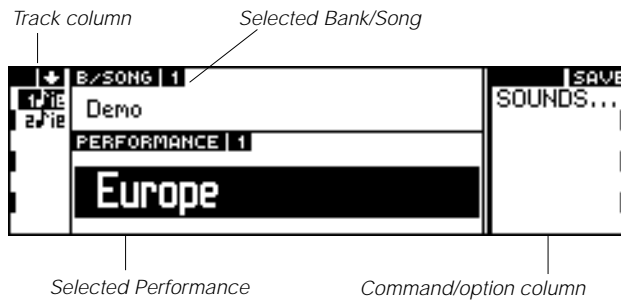 Track column
Selected Bank/Song
B/SONG 1
SAVE
Demo
SOUNDS...
PERFORMANCE 1
Europe
Selected Performance
Command/option column